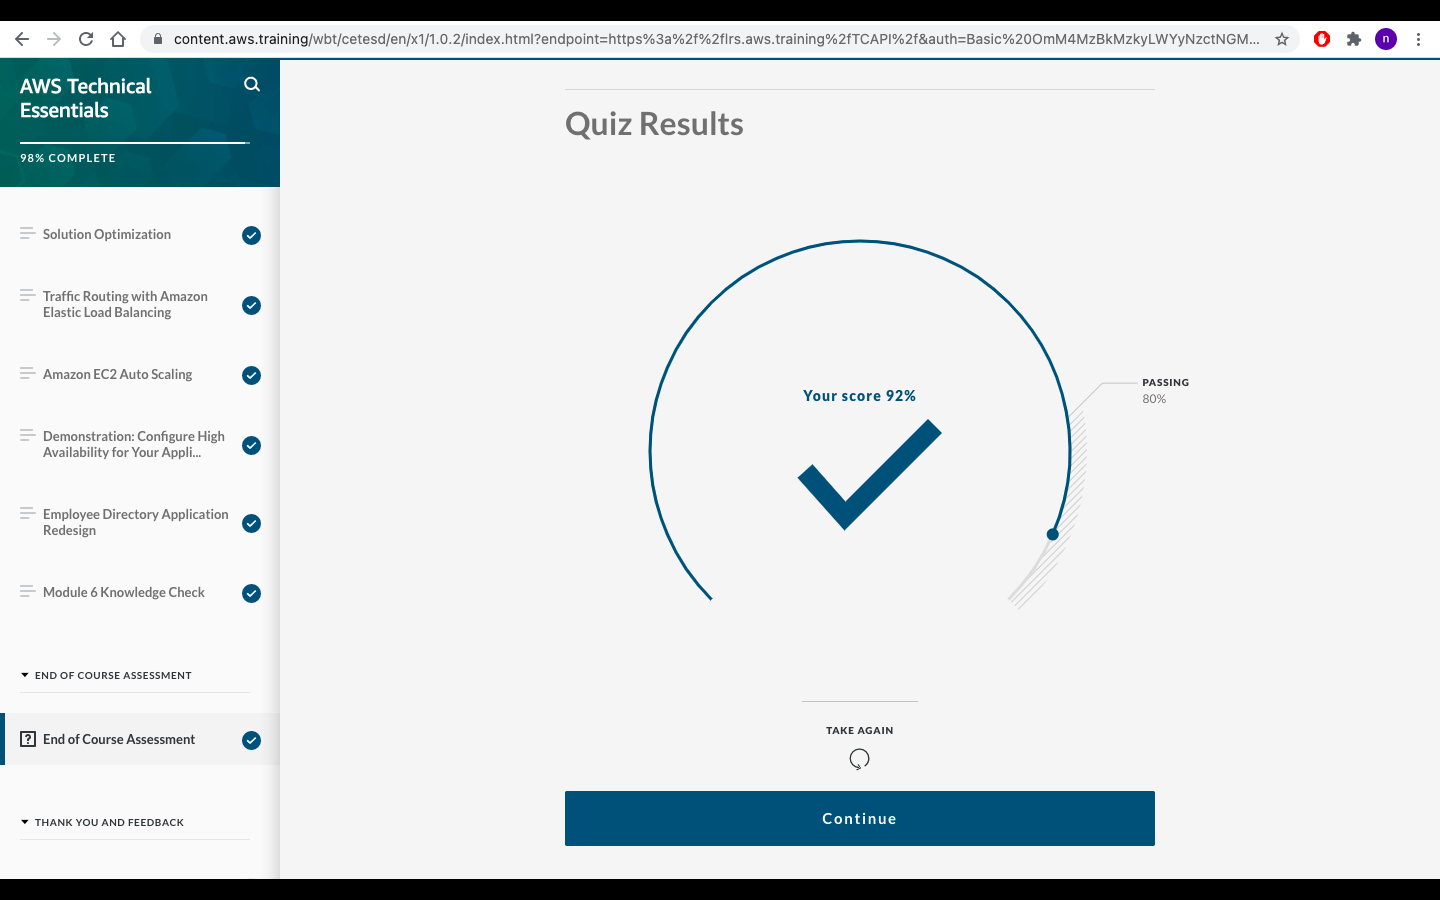 content.aws.training/wbt/cetesd/en/x1/1.0.2/index.html?endpoint=https%3a%2f%2flrs.aws.training%2fTCAPI%2f&auth=Basic%20OmM4MzBkMzkyLWYyNzctNGM...
n
AWS Technical
Essentials
98% COMPLETE
Solution Optimization
Traffic Routing with Amazon
Elastic Load Balancing
Amazon EC2 Auto Scaling
Demonstration: Configure High
Availability for Your Appli...
Employee Directory Application
Redesign
Module 6 Knowledge Check
END OF COURSE ASSESSMENT
End of Course Assessment
THANK YOU AND FEEDBACK
Quiz Results
Your score 92%
PASSING
80%
TAKE AGAIN
Continue